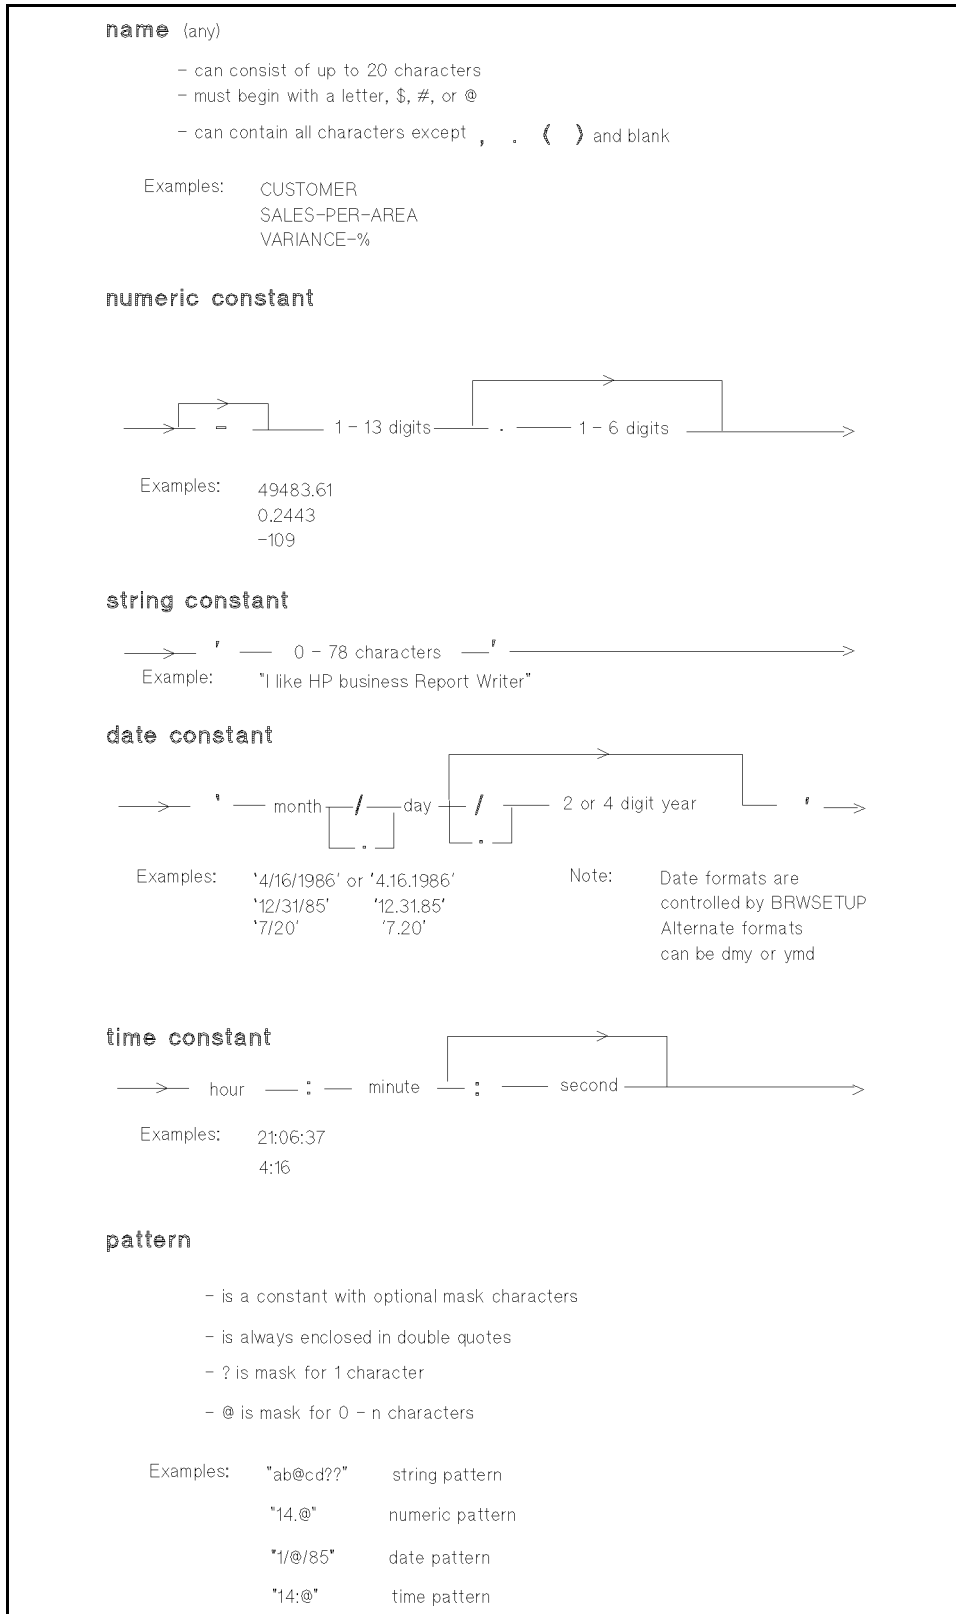 name (any)
- can consist of up to 20 characters
- must begin with a letter, $, #, or @
- can contain all characters except , . ( ) and blank
Examples: CUSTOMER
SALES-PER-AREA
VARIANCE-%
numeric constant
- 1 - 13 digits . 1 - 6 digits
Examples: 49483.61
0.2443
-109
string constant
" 0 - 78 characters "
Example: "I like HP business Report Writer"
date constant
' month / day / 2 or 4 digit year '
. .
Examples: '4/16/1986' or '4.16.1986' Note: Date formats are
'12/31/85' '12.31.85' controlled by BRWSETUP
'7/20' '7.20' Alternate formats
can be dmy or ymd
time constant
hour : minute : second
Examples: 21:06:37
4:16
pattern
- is a constant with optional mask characters
- is always enclosed in double quotes
- ? is mask for 1 character
- @ is mask for 0 - n characters
Examples: "ab@cd??" string pattern
"14.@" numeric pattern
"1/@/85" date pattern
"14:@" time pattern